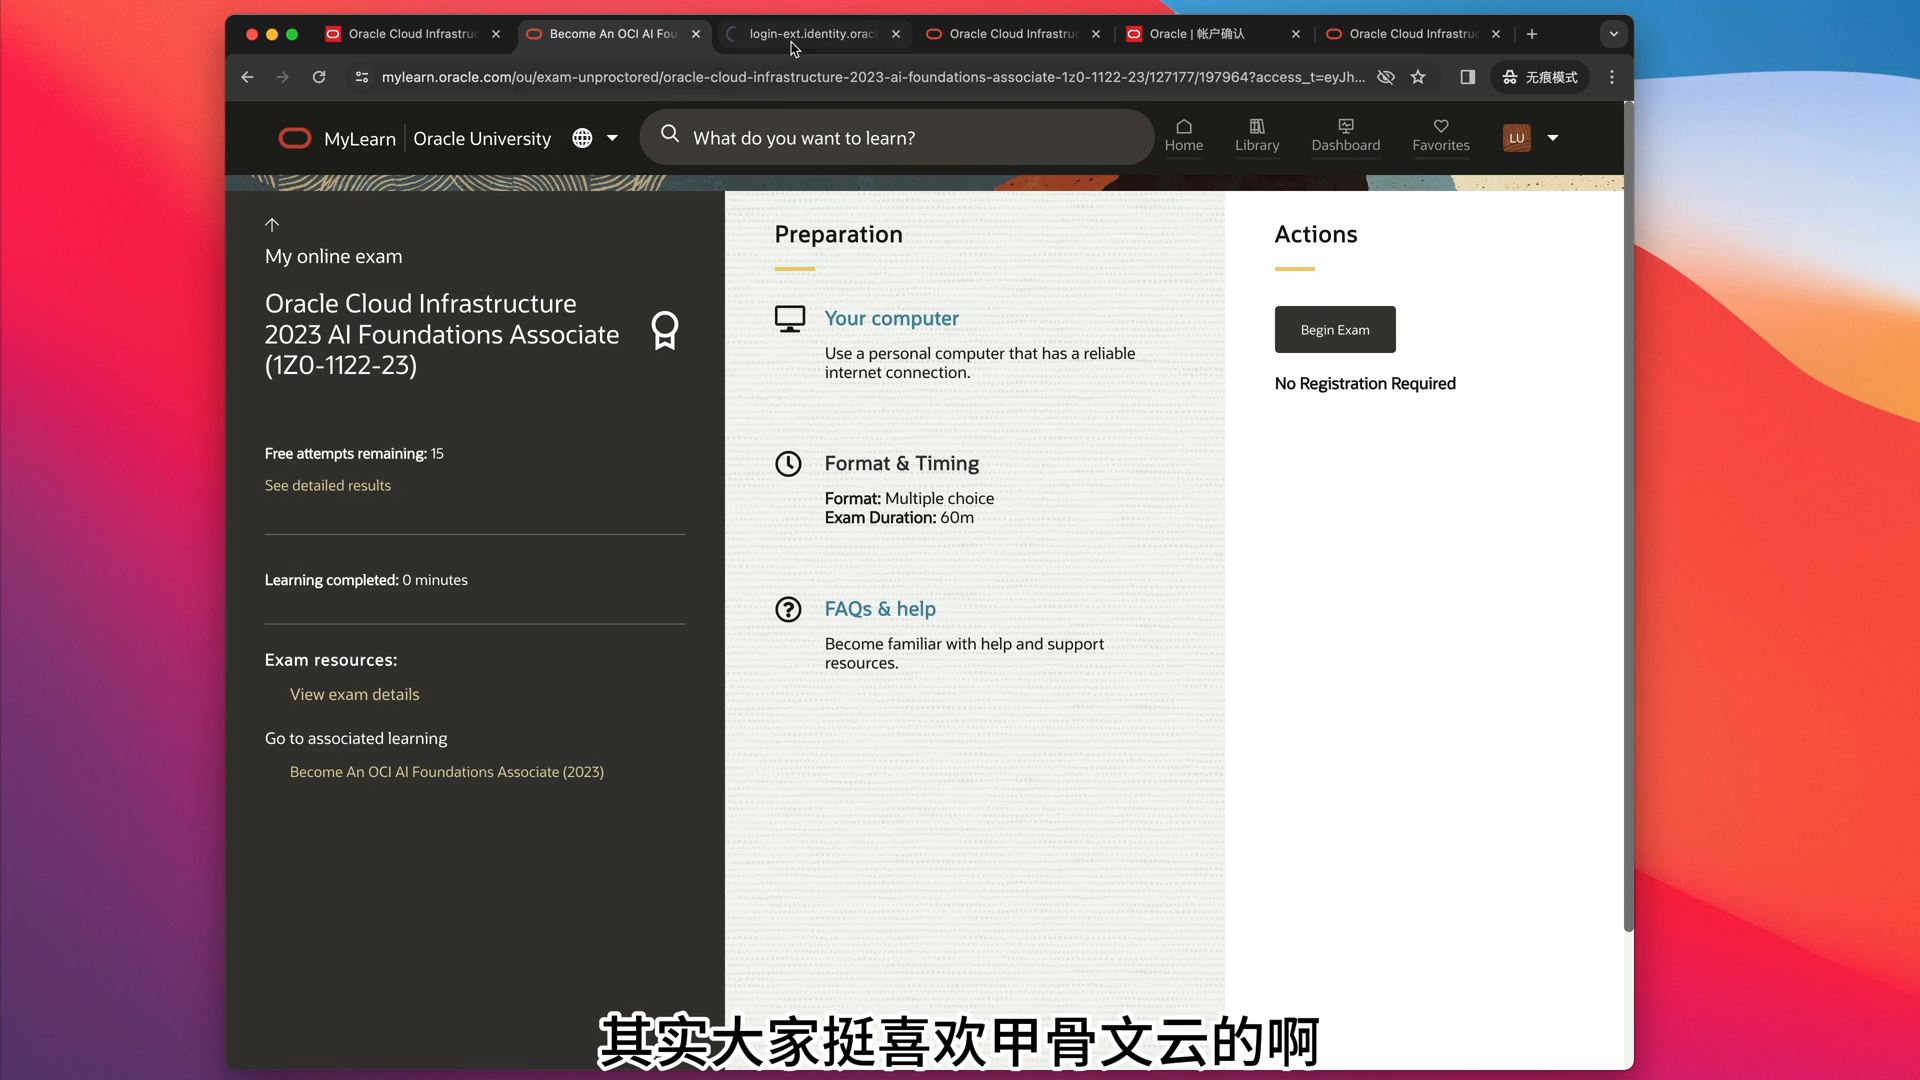 Oracle Cloud Infrastruc
Become An OCI AI Fou
login-ext.identity.oracl
Oracle Cloud Infrastruc
Oracle | 帐户确认
Oracle Cloud Infrastruc
mylearn.oracle.com/ou/exam-unproctored/oracle-cloud-infrastructure-2023-ai-foundations-associate-1z0-1122-23/127177/197964?access_t=eyJh...
无痕模式
MyLearn
Oracle University
What do you want to learn?
Home
Library
Dashboard
Favorites
LU
My online exam
Oracle Cloud Infrastructure
2023 AI Foundations Associate
(1Z0-1122-23)
Free attempts remaining: 15
See detailed results
Learning completed: 0 minutes
Exam resources:
View exam details
Go to associated learning
Become An OCI AI Foundations Associate (2023)
Preparation
Your computer
Use a personal computer that has a reliable
internet connection.
Format & Timing
Format: Multiple choice
Exam Duration: 60m
FAQs & help
Become familiar with help and support
resources.
Actions
Begin Exam
No Registration Required
其实大家挺喜欢甲骨文云的啊